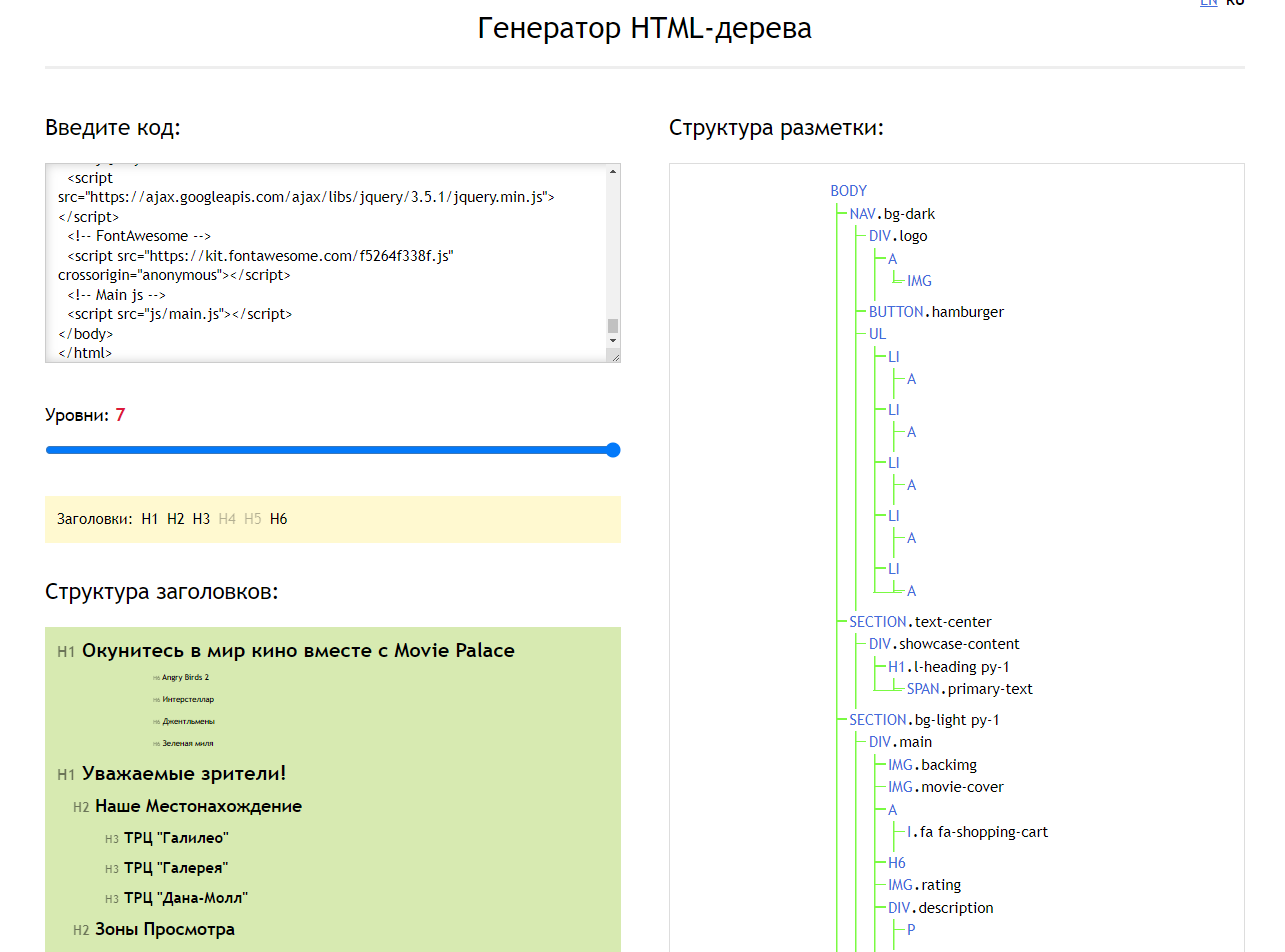 EN RU
Генератор HTML-дерева
Введите код:
<script
src="https://ajax.googleapis.com/ajax/libs/jquery/3.5.1/jquery.min.js">
</script>
<!-- FontAwesome -->
<script src="https://kit.fontawesome.com/f5264f338f.js"
crossorigin="anonymous"></script>
<!-- Main js -->
<script src="js/main.js"></script>
</body>
</html>
Уровни: 7
Заголовки: H1 H2 H3 H4 H5 H6
Структура заголовков:
H1 Окунитесь в мир кино вместе с Movie Palace
H6 Angry Birds 2
H6 Интерстеллар
H6 Джентльмены
H6 Зеленая миля
H1 Уважаемые зрители!
H2 Наше Местонахождение
H3 ТРЦ "Галилео"
H3 ТРЦ "Галерея"
H3 ТРЦ "Дана-Молл"
H2 Зоны Просмотра
Структура разметки:
BODY
NAV.bg-dark
DIV.logo
A
IMG
BUTTON.hamburger
UL
LI
A
LI
A
LI
A
LI
A
LI
A
SECTION.text-center
DIV.showcase-content
H1.l-heading py-1
SPAN.primary-text
SECTION.bg-light py-1
DIV.main
IMG.backimg
IMG.movie-cover
A
I.fa fa-shopping-cart
H6
IMG.rating
DIV.description
P